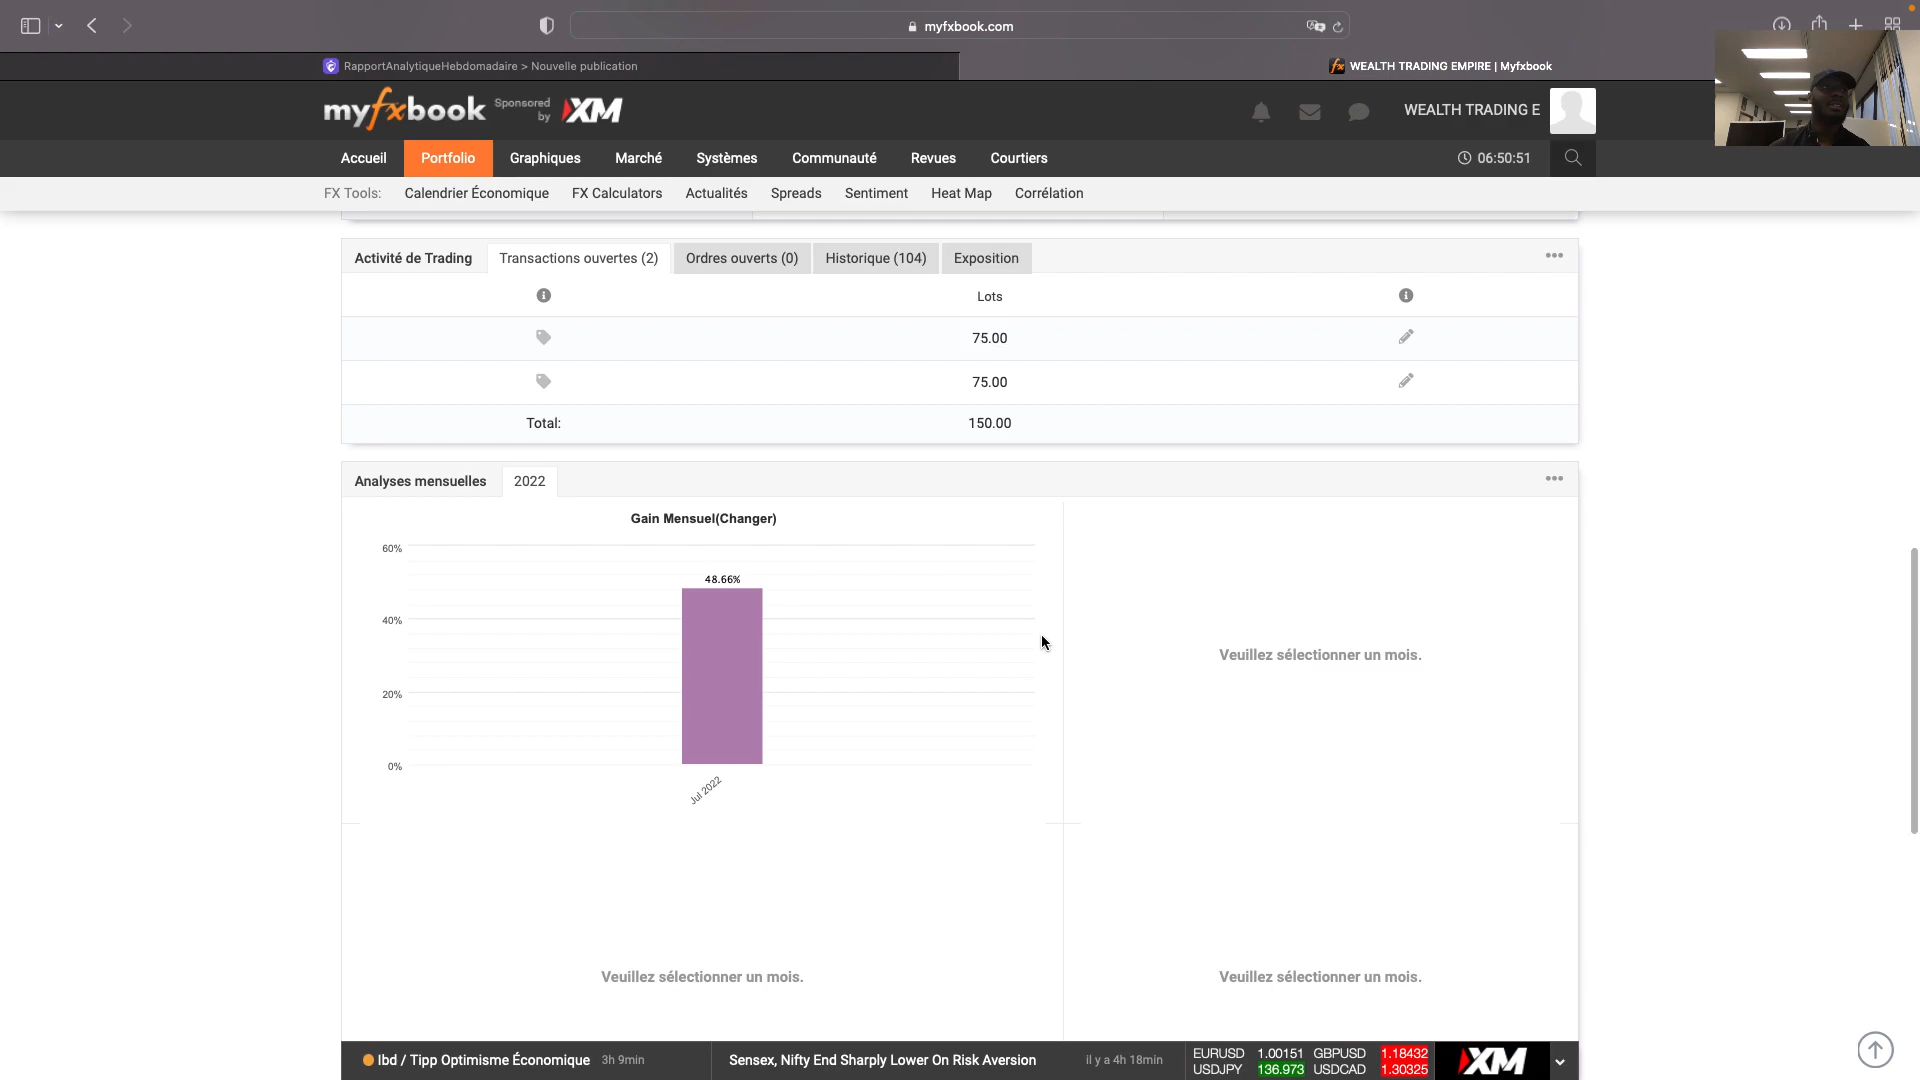 myfxbook.com
RapportAnalytiqueHebdomadaire > Nouvelle publication
fx WEALTH TRADING EMPIRE | Myfxbook
myfxbook Sponsored by XM
WEALTH TRADING E
Accueil Portfolio Graphiques Marché Systèmes Communauté Revues Courtiers 06:50:51
FX Tools: Calendrier Économique FX Calculators Actualités Spreads Sentiment Heat Map Corrélation
Activité de Trading Transactions ouvertes (2) Ordres ouverts (0) Historique (104) Exposition
Lots
75.00
75.00
Total: 150.00
Analyses mensuelles 2022
Gain Mensuel(Changer)
60%
48.66%
40%
20%
0%
Jul 2022
Veuillez sélectionner un mois.
Veuillez sélectionner un mois.
Veuillez sélectionner un mois.
Ibd / Tipp Optimisme Économique 3h 9min
Sensex, Nifty End Sharply Lower On Risk Aversion il y a 4h 18min
EURUSD 1.00151 GBPUSD 1.18432
USDJPY 136.973 USDCAD 1.30325
XM